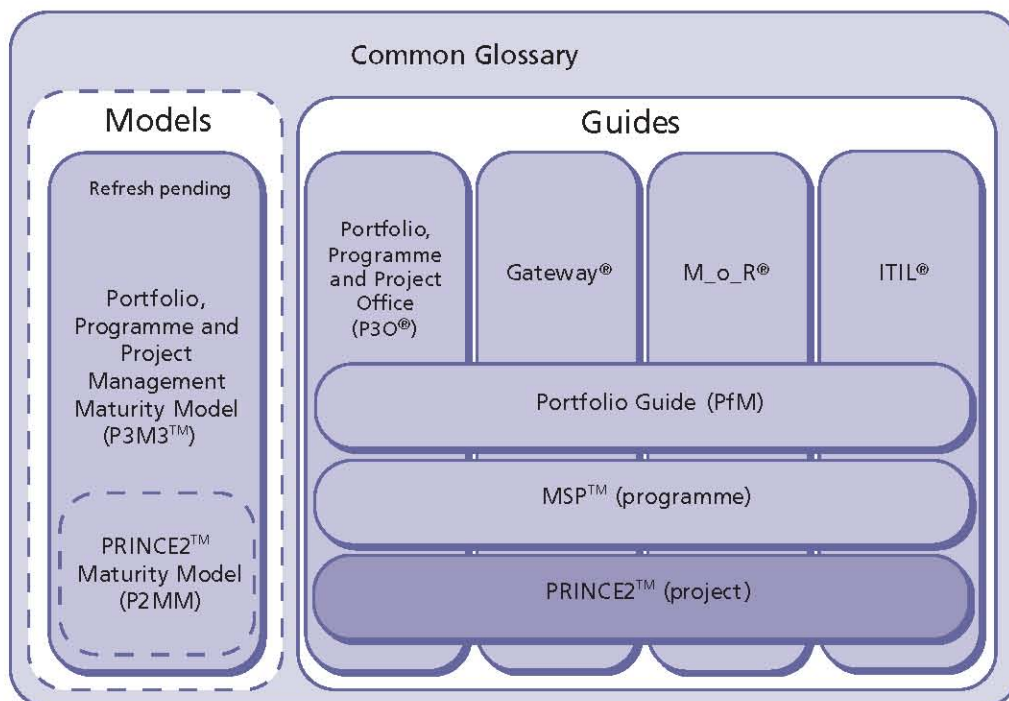 Common Glossary
Models
Refresh pending
Portfolio,
Programme and
Project
Management
Maturity Model
(P3M3™)
PRINCE2™
Maturity Model
(P2MM)
Guides
Portfolio,
Programme
and Project
Office
(P3O®)
Gateway®
M_o_R®
ITIL®
Portfolio Guide (PfM)
MSP™ (programme)
PRINCE2™ (project)